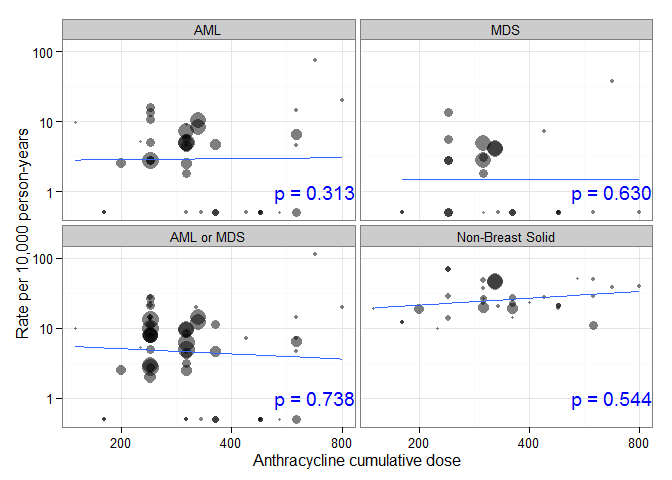 AML
MDS
100
10
1
p = 0.313
p = 0.630
AML or MDS
Non-Breast Solid
100
10
1
p = 0.738
p = 0.544
200
400
800
200
400
800
Rate per 10,000 person-years
Anthracycline cumulative dose